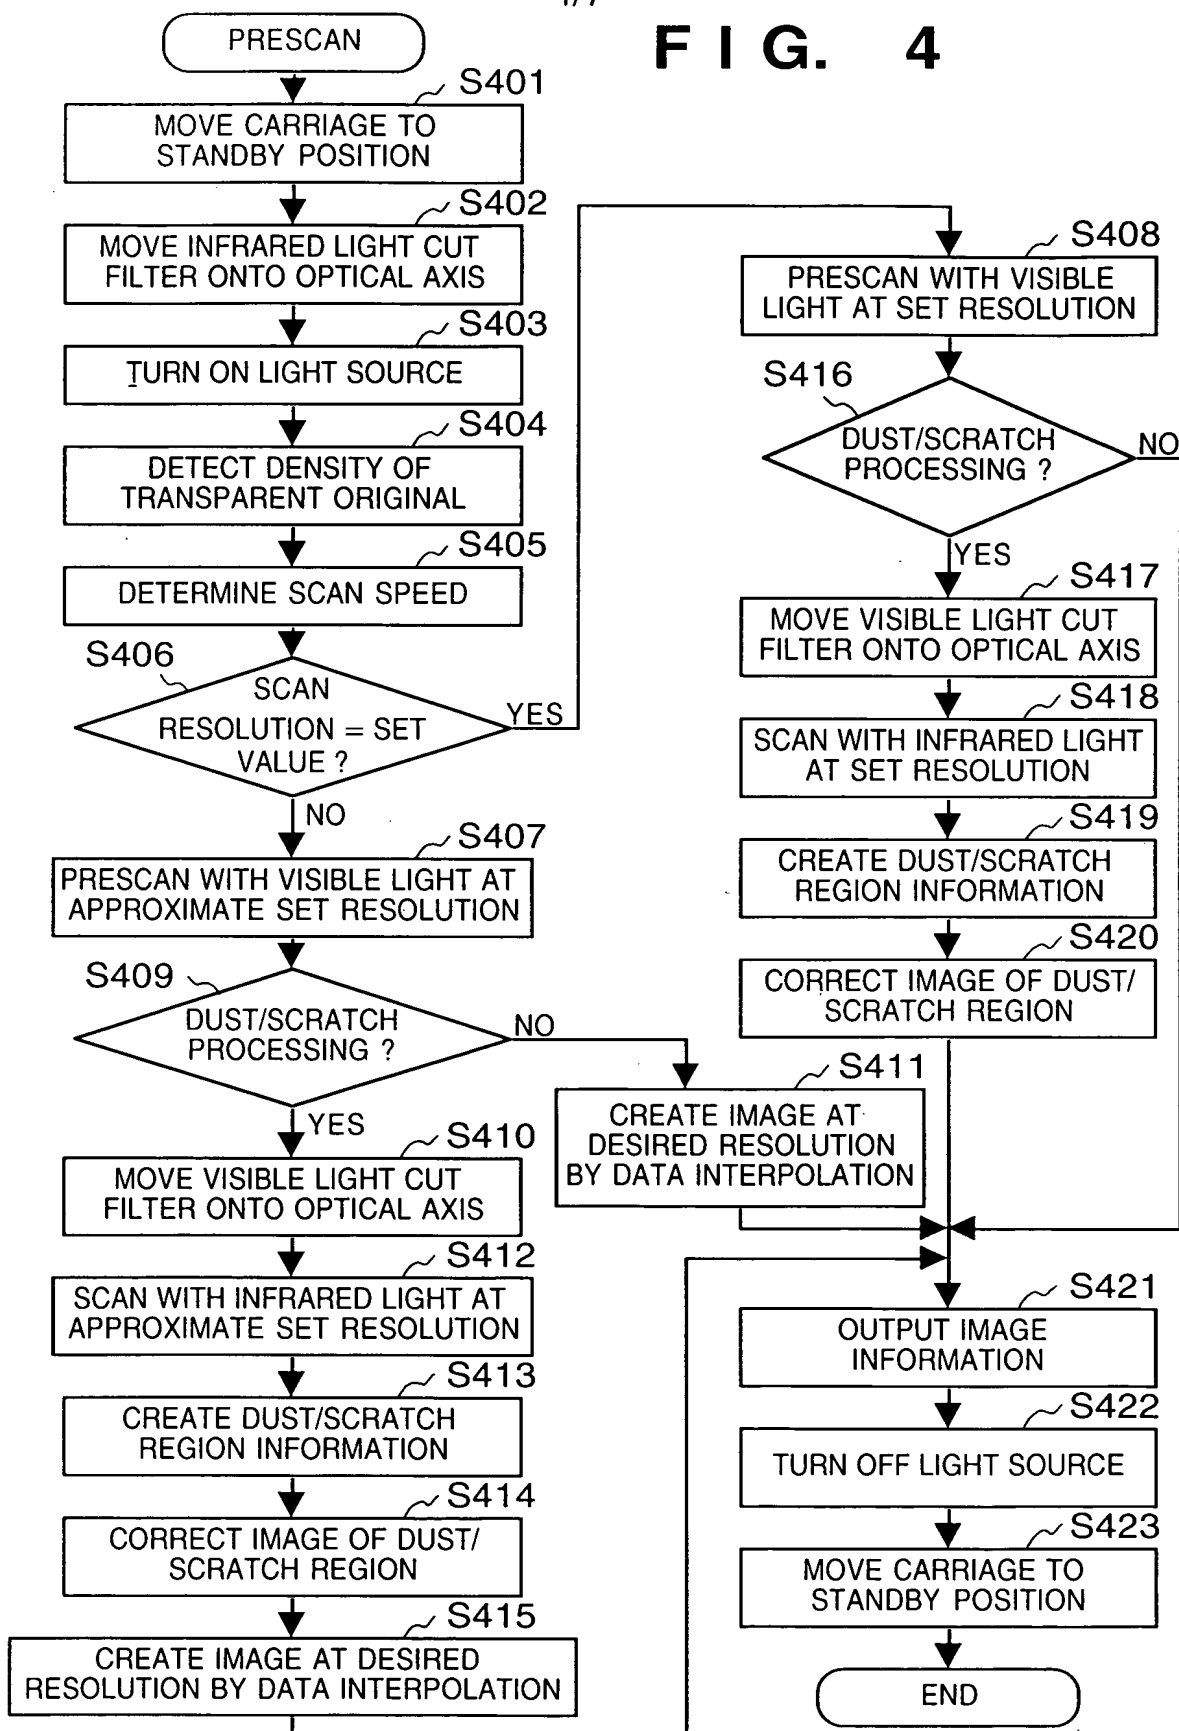 FIG. 4
PRESCAN
S401
MOVE CARRIAGE TO
STANDBY POSITION
S402
MOVE INFRARED LIGHT CUT
FILTER ONTO OPTICAL AXIS
S403
TURN ON LIGHT SOURCE
S404
DETECT DENSITY OF
TRANSPARENT ORIGINAL
S405
DETERMINE SCAN SPEED
S406
SCAN
RESOLUTION = SET
VALUE ?
YES
NO
S407
PRESCAN WITH VISIBLE LIGHT AT
APPROXIMATE SET RESOLUTION
S409
DUST/SCRATCH
PROCESSING ?
NO
YES
S410
MOVE VISIBLE LIGHT CUT
FILTER ONTO OPTICAL AXIS
S412
SCAN WITH INFRARED LIGHT AT
APPROXIMATE SET RESOLUTION
S413
CREATE DUST/SCRATCH
REGION INFORMATION
S414
CORRECT IMAGE OF DUST/
SCRATCH REGION
S415
CREATE IMAGE AT DESIRED
RESOLUTION BY DATA INTERPOLATION
S411
CREATE IMAGE AT
DESIRED RESOLUTION
BY DATA INTERPOLATION
S408
PRESCAN WITH VISIBLE
LIGHT AT SET RESOLUTION
S416
DUST/SCRATCH
PROCESSING ?
NO
YES
S417
MOVE VISIBLE LIGHT CUT
FILTER ONTO OPTICAL AXIS
S418
SCAN WITH INFRARED LIGHT
AT SET RESOLUTION
S419
CREATE DUST/SCRATCH
REGION INFORMATION
S420
CORRECT IMAGE OF DUST/
SCRATCH REGION
S421
OUTPUT IMAGE
INFORMATION
S422
TURN OFF LIGHT SOURCE
S423
MOVE CARRIAGE TO
STANDBY POSITION
END